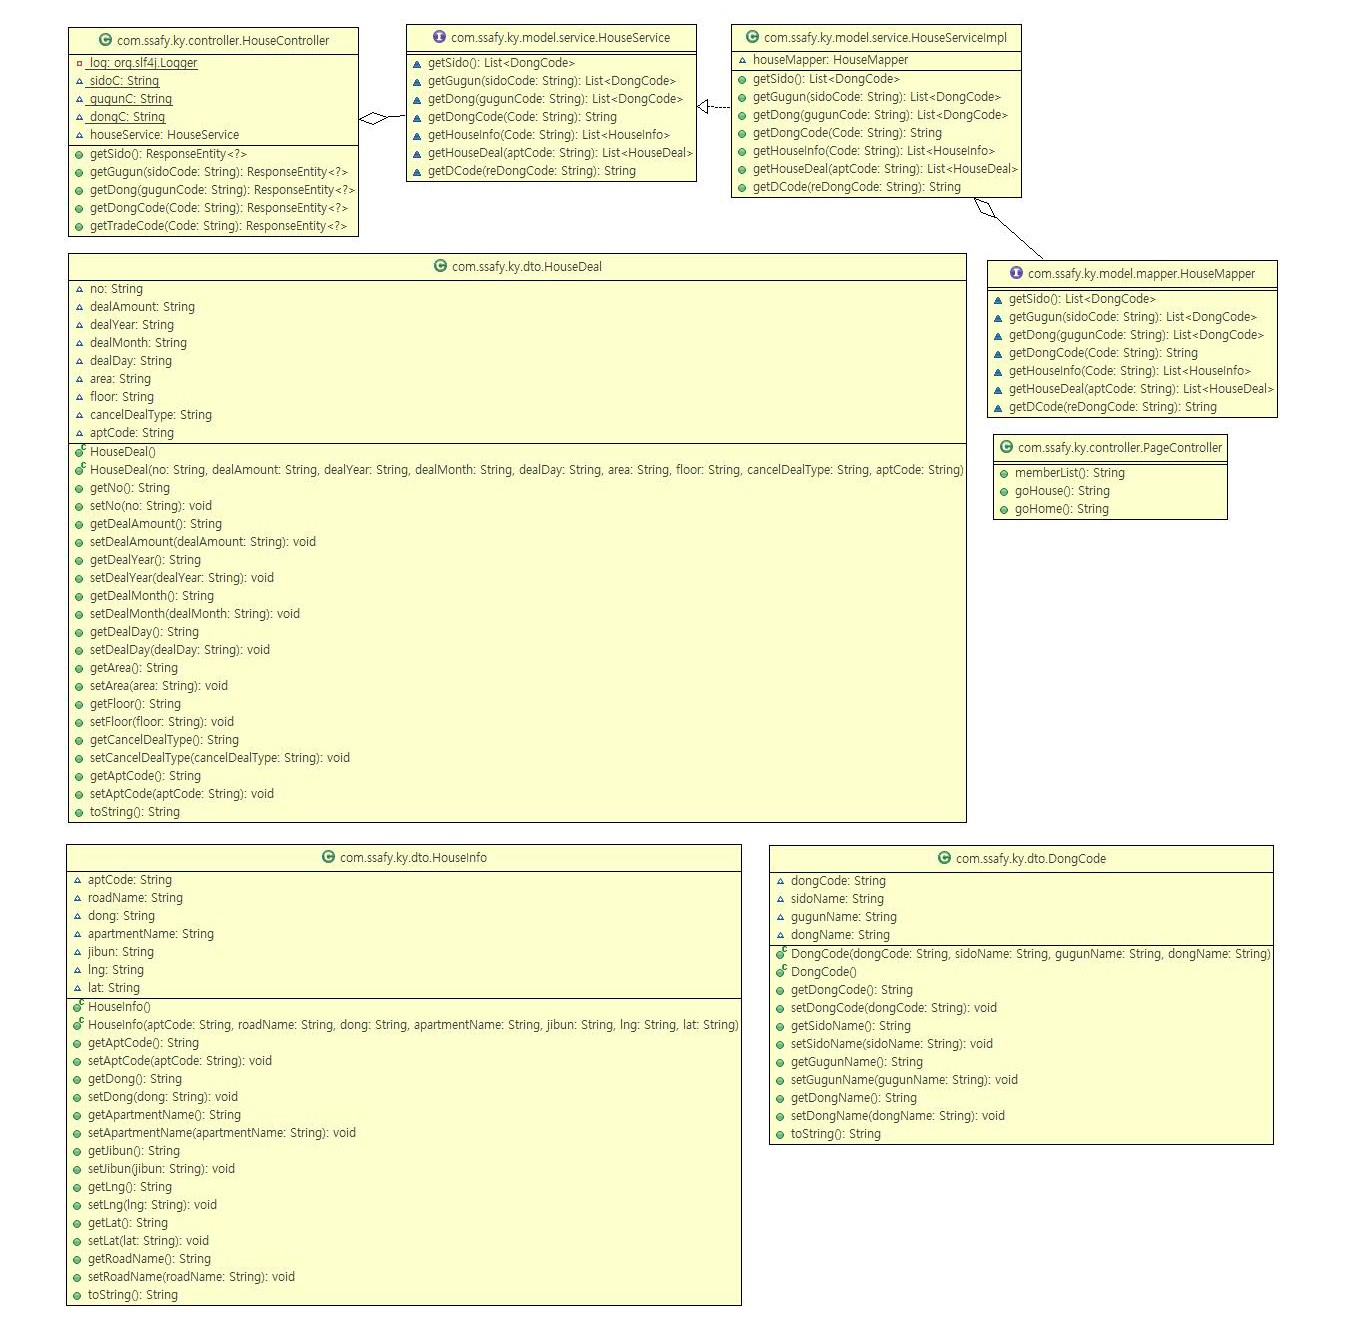 com.ssafy.ky.controller.HouseController
log: org.slf4j.Logger
sidoC: String
gugunC: String
dongC: String
houseService: HouseService
getSido(): ResponseEntity<?>
getGugun(sidoCode: String): ResponseEntity<?>
getDong(gugunCode: String): ResponseEntity<?>
getDongCode(Code: String): ResponseEntity<?>
getTradeCode(Code: String): ResponseEntity<?>
com.ssafy.ky.model.service.HouseService
getSido(): List<DongCode>
getGugun(sidoCode: String): List<DongCode>
getDong(gugunCode: String): List<DongCode>
getDongCode(Code: String): String
getHouseInfo(Code: String): List<HouseInfo>
getHouseDeal(aptCode: String): List<HouseDeal>
getDCode(reDongCode: String): String
com.ssafy.ky.model.service.HouseServiceImpl
houseMapper: HouseMapper
getSido(): List<DongCode>
getGugun(sidoCode: String): List<DongCode>
getDong(gugunCode: String): List<DongCode>
getDongCode(Code: String): String
getHouseInfo(Code: String): List<HouseInfo>
getHouseDeal(aptCode: String): List<HouseDeal>
getDCode(reDongCode: String): String
com.ssafy.ky.dto.HouseDeal
no: String
dealAmount: String
dealYear: String
dealMonth: String
dealDay: String
area: String
floor: String
cancelDealType: String
aptCode: String
HouseDeal()
HouseDeal(no: String, dealAmount: String, dealYear: String, dealMonth: String, dealDay: String, area: String, floor: String, cancelDealType: String, aptCode: String)
getNo(): String
setNo(no: String): void
getDealAmount(): String
setDealAmount(dealAmount: String): void
getDealYear(): String
setDealYear(dealYear: String): void
getDealMonth(): String
setDealMonth(dealMonth: String): void
getDealDay(): String
setDealDay(dealDay: String): void
getArea(): String
setArea(area: String): void
getFloor(): String
setFloor(floor: String): void
getCancelDealType(): String
setCancelDealType(cancelDealType: String): void
getAptCode(): String
setAptCode(aptCode: String): void
toString(): String
com.ssafy.ky.model.mapper.HouseMapper
getSido(): List<DongCode>
getGugun(sidoCode: String): List<DongCode>
getDong(gugunCode: String): List<DongCode>
getDongCode(Code: String): String
getHouseInfo(Code: String): List<HouseInfo>
getHouseDeal(aptCode: String): List<HouseDeal>
getDCode(reDongCode: String): String
com.ssafy.ky.controller.PageController
memberList(): String
goHouse(): String
goHome(): String
com.ssafy.ky.dto.HouseInfo
aptCode: String
roadName: String
dong: String
apartmentName: String
jibun: String
lng: String
lat: String
HouseInfo()
HouseInfo(aptCode: String, roadName: String, dong: String, apartmentName: String, jibun: String, lng: String, lat: String)
getAptCode(): String
setAptCode(aptCode: String): void
getDong(): String
setDong(dong: String): void
getApartmentName(): String
setApartmentName(apartmentName: String): void
getJibun(): String
setJibun(jibun: String): void
getLng(): String
setLng(lng: String): void
getLat(): String
setLat(lat: String): void
getRoadName(): String
setRoadName(roadName: String): void
toString(): String
com.ssafy.ky.dto.DongCode
dongCode: String
sidoName: String
gugunName: String
dongName: String
DongCode(dongCode: String, sidoName: String, gugunName: String, dongName: String)
DongCode()
getDongCode(): String
setDongCode(dongCode: String): void
getSidoName(): String
setSidoName(sidoName: String): void
getGugunName(): String
setGugunName(gugunName: String): void
getDongName(): String
setDongName(dongName: String): void
toString(): String